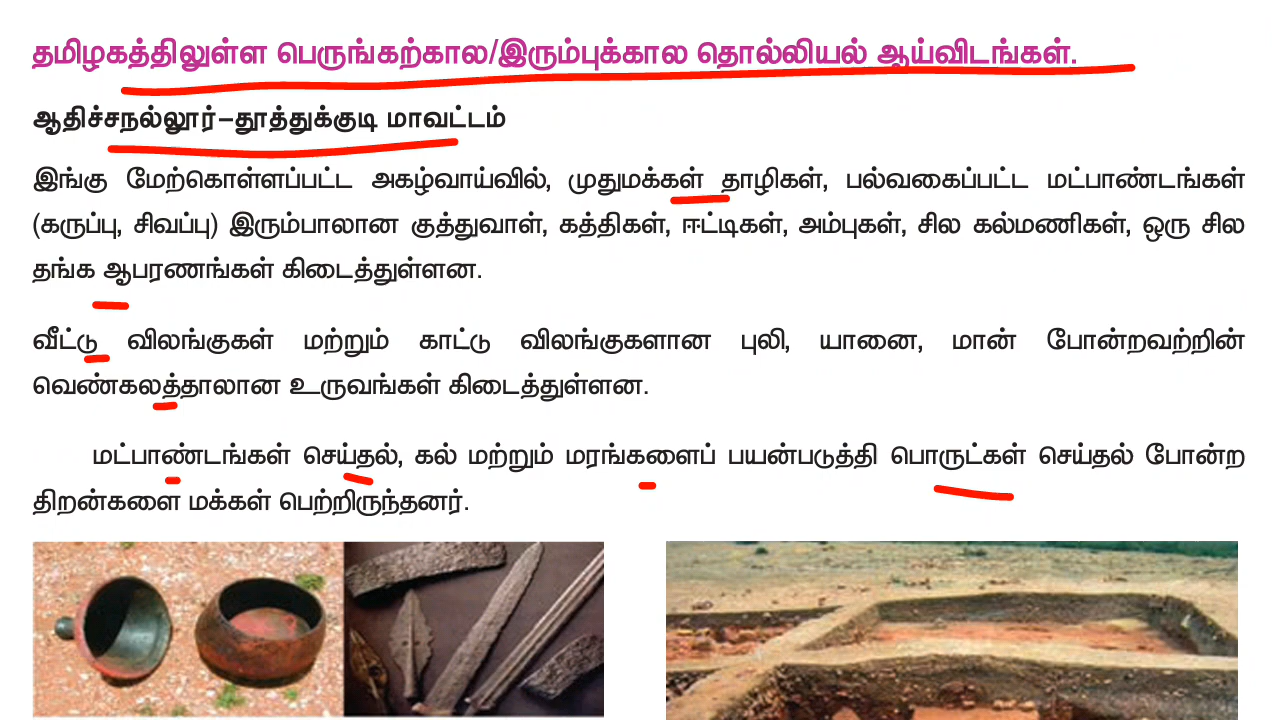 தமிழகத்திலுள்ள பெருங்கற்கால/இரும்புக்கால தொல்லியல் ஆய்விடங்கள்.
ஆதிச்சநல்லூர்–தூத்துக்குடி மாவட்டம்
இங்கு மேற்கொள்ளப்பட்ட அகழ்வாய்வில், முதுமக்கள் தாழிகள், பல்வகைப்பட்ட மட்பாண்டங்கள்
(கருப்பு, சிவப்பு) இரும்பாலான குத்துவாள், கத்திகள், ஈட்டிகள், அம்புகள், சில கல்மணிகள், ஒரு சில
தங்க ஆபரணங்கள் கிடைத்துள்ளன.
வீட்டு விலங்குகள் மற்றும் காட்டு விலங்குகளான புலி, யானை, மான் போன்றவற்றின்
வெண்கலத்தாலான உருவங்கள் கிடைத்துள்ளன.
மட்பாண்டங்கள் செய்தல், கல் மற்றும் மரங்களைப் பயன்படுத்தி பொருட்கள் செய்தல் போன்ற
திறன்களை மக்கள் பெற்றிருந்தனர்.